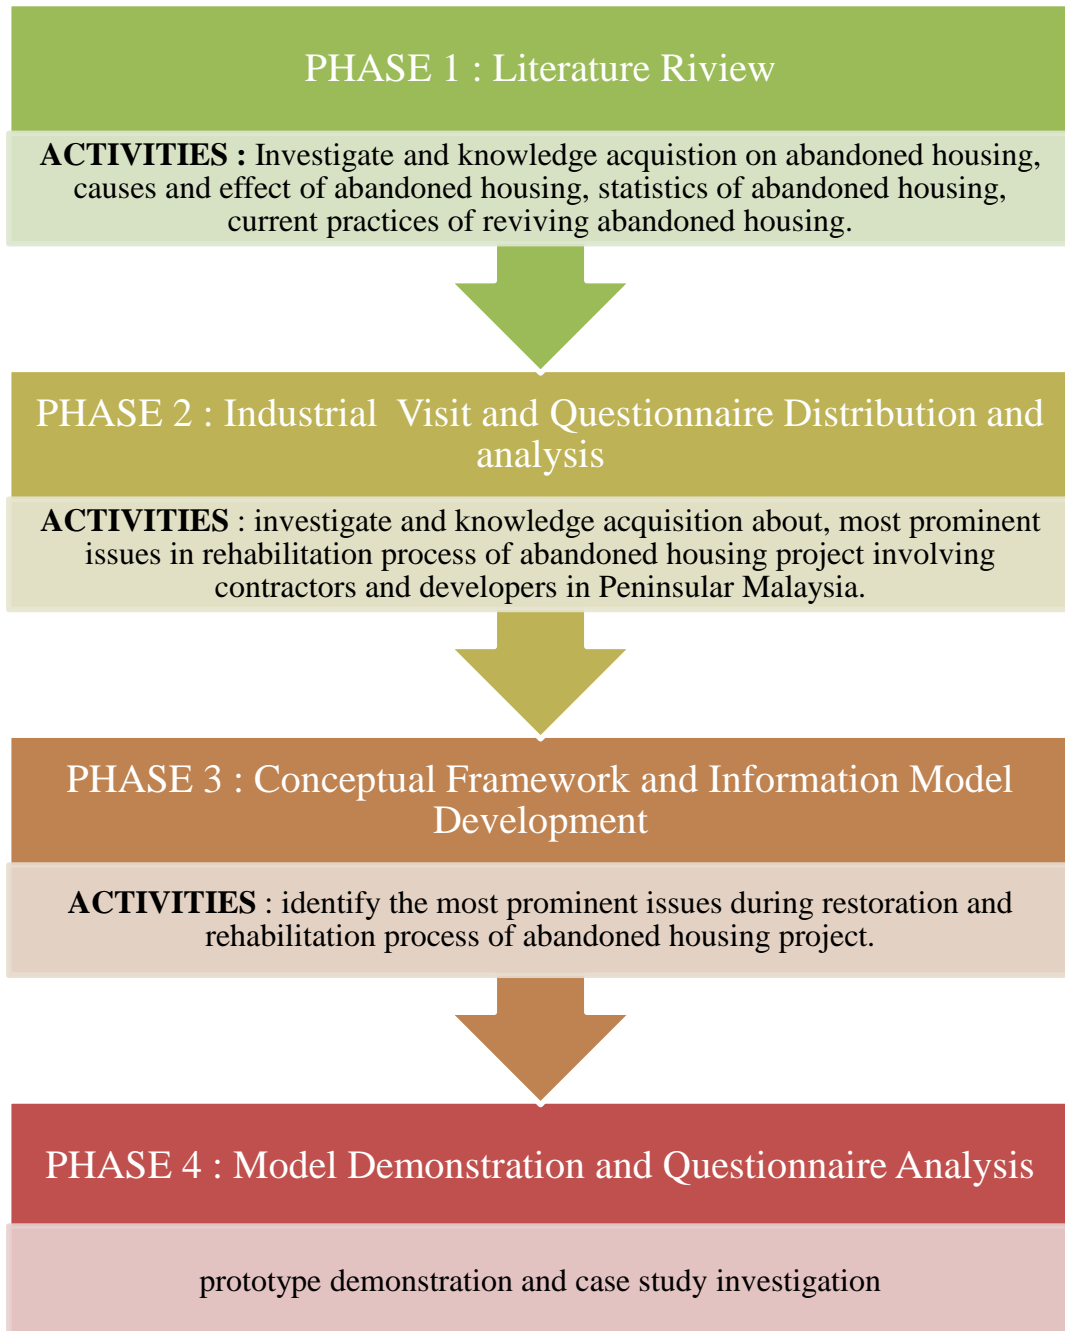 PHASE 1 : Literature Riview
ACTIVITIES : Investigate and knowledge acquistion on abandoned housing,
causes and effect of abandoned housing, statistics of abandoned housing,
current practices of reviving abandoned housing.
PHASE 2 : Industrial  Visit and Questionnaire Distribution and
analysis
ACTIVITIES : investigate and knowledge acquisition about, most prominent
issues in rehabilitation process of abandoned housing project involving
contractors and developers in Peninsular Malaysia.
PHASE 3 : Conceptual Framework and Information Model
Development
ACTIVITIES : identify the most prominent issues during restoration and
rehabilitation process of abandoned housing project.
PHASE 4 : Model Demonstration and Questionnaire Analysis
prototype demonstration and case study investigation